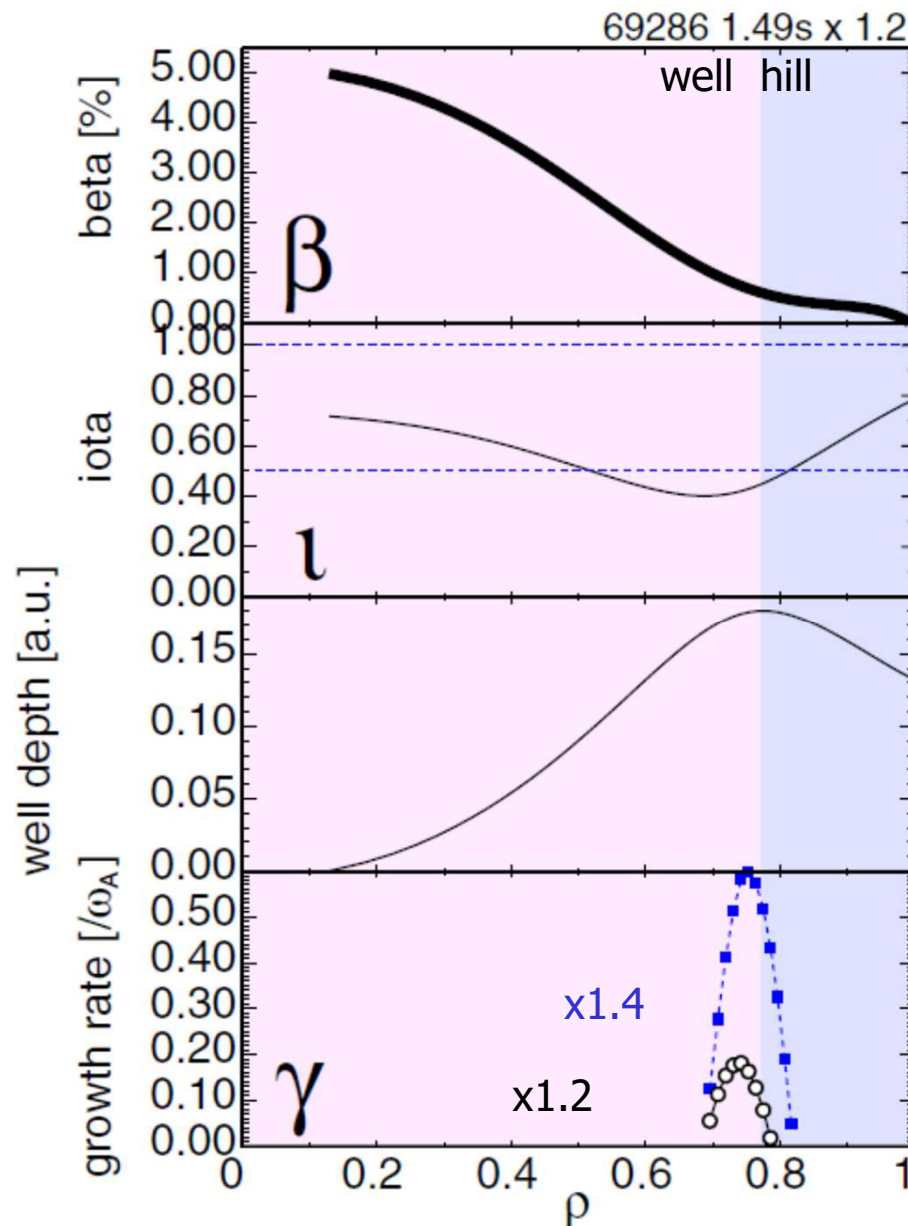 69286 1.49s x 1.2
well hill
beta [%]
5.00
4.00
3.00
2.00
1.00
0.00
β
iota
1.00
0.80
0.60
0.40
0.20
0.00
ι
well depth [a.u.]
0.15
0.10
0.05
0.00
growth rate [/ω_A]
0.50
0.40
0.30
0.20
0.10
0.00
x1.4
x1.2
γ
0 0.2 0.4 0.6 0.8 1
ρ